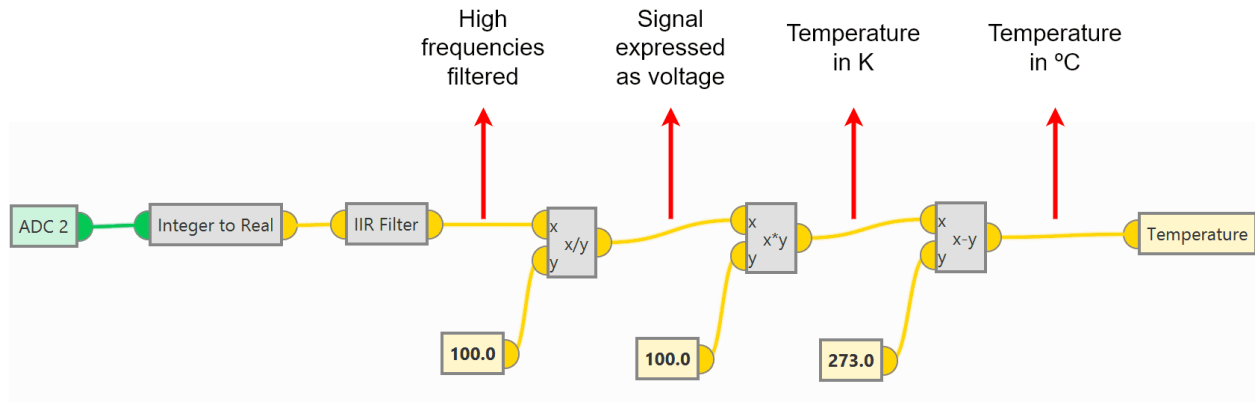 High
frequencies
filtered
Signal
expressed
as voltage
Temperature
in K
Temperature
in ºC
ADC 2
Integer to Real
IIR Filter
x
x/y
y
x
x*y
y
x
x-y
y
Temperature
100.0
100.0
273.0